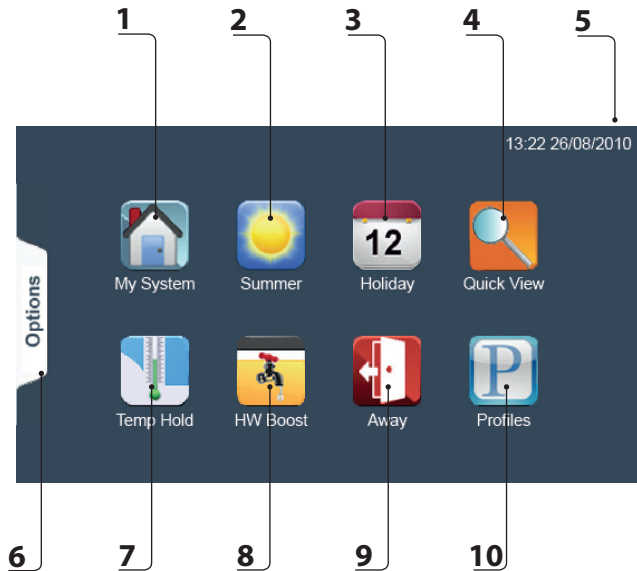 1 2 3 4 5
13:22 26/08/2010
12
My System Summer Holiday Quick View
Options
P
Temp Hold HW Boost Away Profiles
6 7 8 9 10